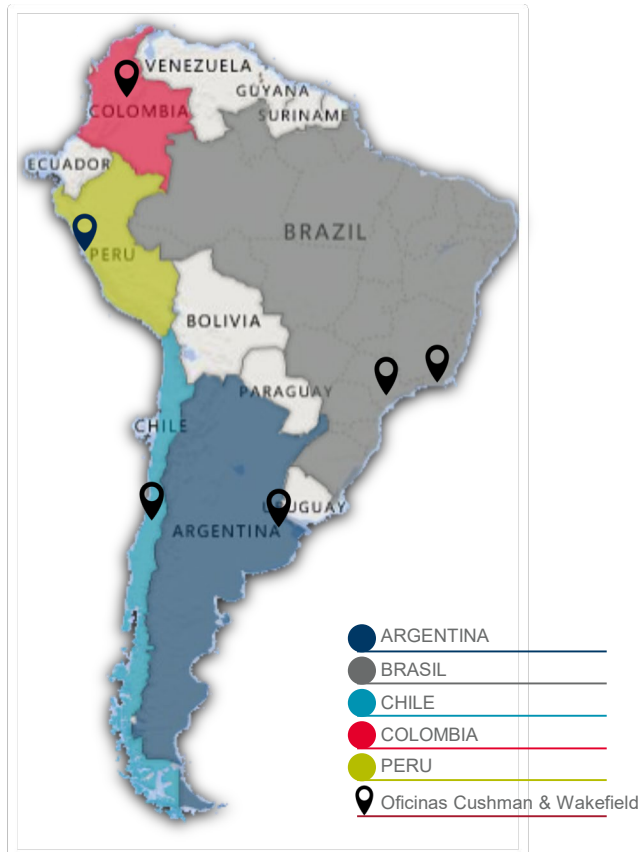 VENEZUELA
GUYANA
COLOMBIA
SURINAME
ECUADOR
BRAZIL
PERU
BOLIVIA
PARAGUAY
CHILE
URUGUAY
ARGENTINA
ARGENTINA
BRASIL
CHILE
COLOMBIA
PERU
Oficinas Cushman & Wakefield